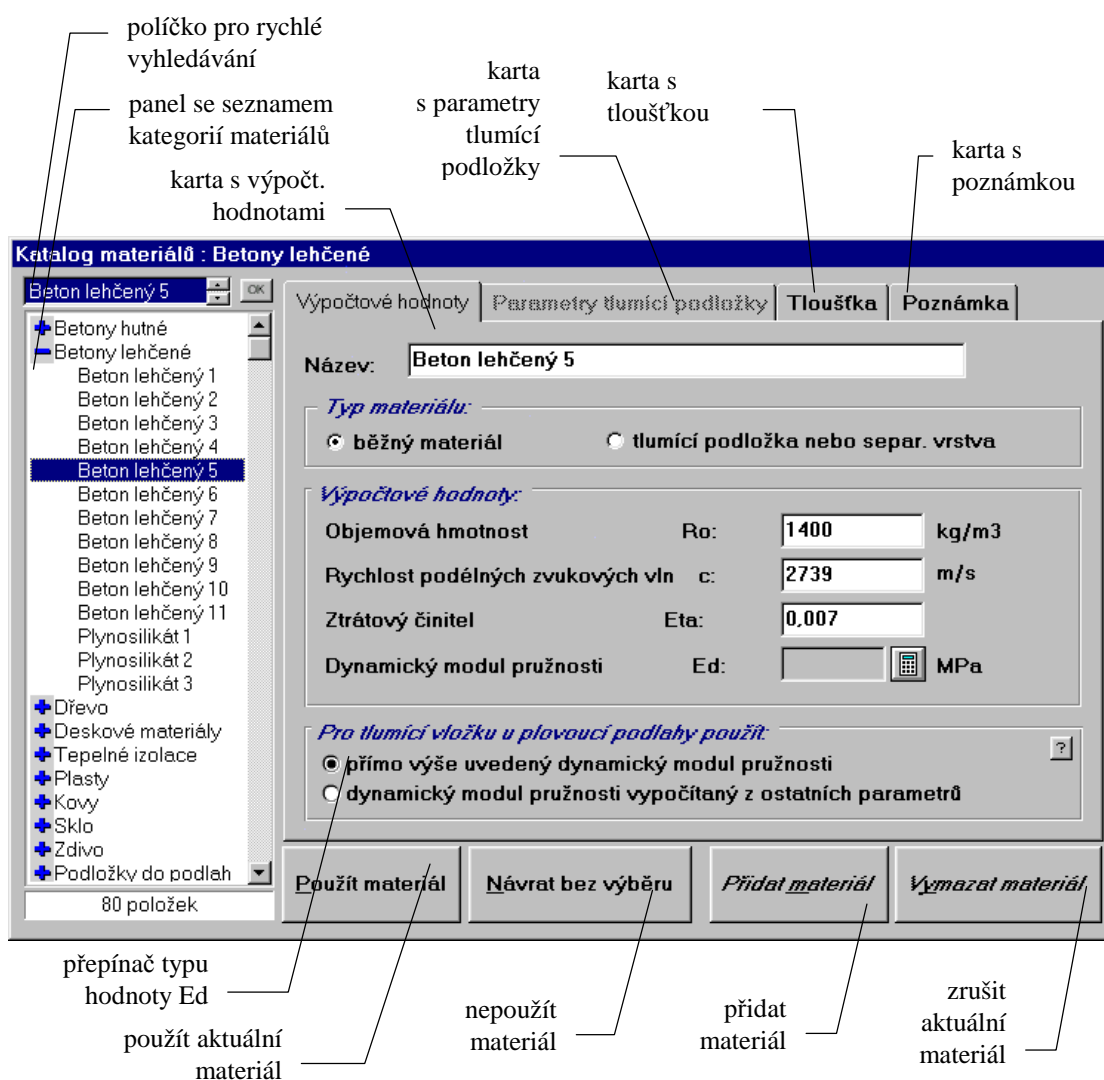 políčko pro rychlé
vyhledávání
panel se seznamem
kategorií materiálů
karta s výpočt.
hodnotami
karta
s parametry
tlumící
podložky
karta s
tloušťkou
karta s
poznámkou
Katalog materiálů : Betony lehčené
Beton lehčený 5
OK
Betony hutné
Betony lehčené
Beton lehčený 1
Beton lehčený 2
Beton lehčený 3
Beton lehčený 4
Beton lehčený 5
Beton lehčený 6
Beton lehčený 7
Beton lehčený 8
Beton lehčený 9
Beton lehčený 10
Beton lehčený 11
Plynosilikát 1
Plynosilikát 2
Plynosilikát 3
Dřevo
Deskové materiály
Tepelné izolace
Plasty
Kovy
Sklo
Zdivo
Podložky do podlah
80 položek
Výpočtové hodnoty Parametry tlumící podložky Tloušťka Poznámka
Název: Beton lehčený 5
Typ materiálu:
běžný materiál tlumící podložka nebo separ. vrstva
Výpočtové hodnoty:
Objemová hmotnost Ro: 1400 kg/m3
Rychlost podélných zvukových vln c: 2739 m/s
Ztrátový činitel Eta: 0,007
Dynamický modul pružnosti Ed: MPa
Pro tlumící vložku u plovoucí podlahy použít:
?
přímo výše uvedený dynamický modul pružnosti
dynamický modul pružnosti vypočítaný z ostatních parametrů
Použít materiál Návrat bez výběru Přidat materiál Vymazat materiál
přepínač typu
hodnoty Ed
použít aktuální
materiál
nepoužít
materiál
přidat
materiál
zrušit
aktuální
materiál